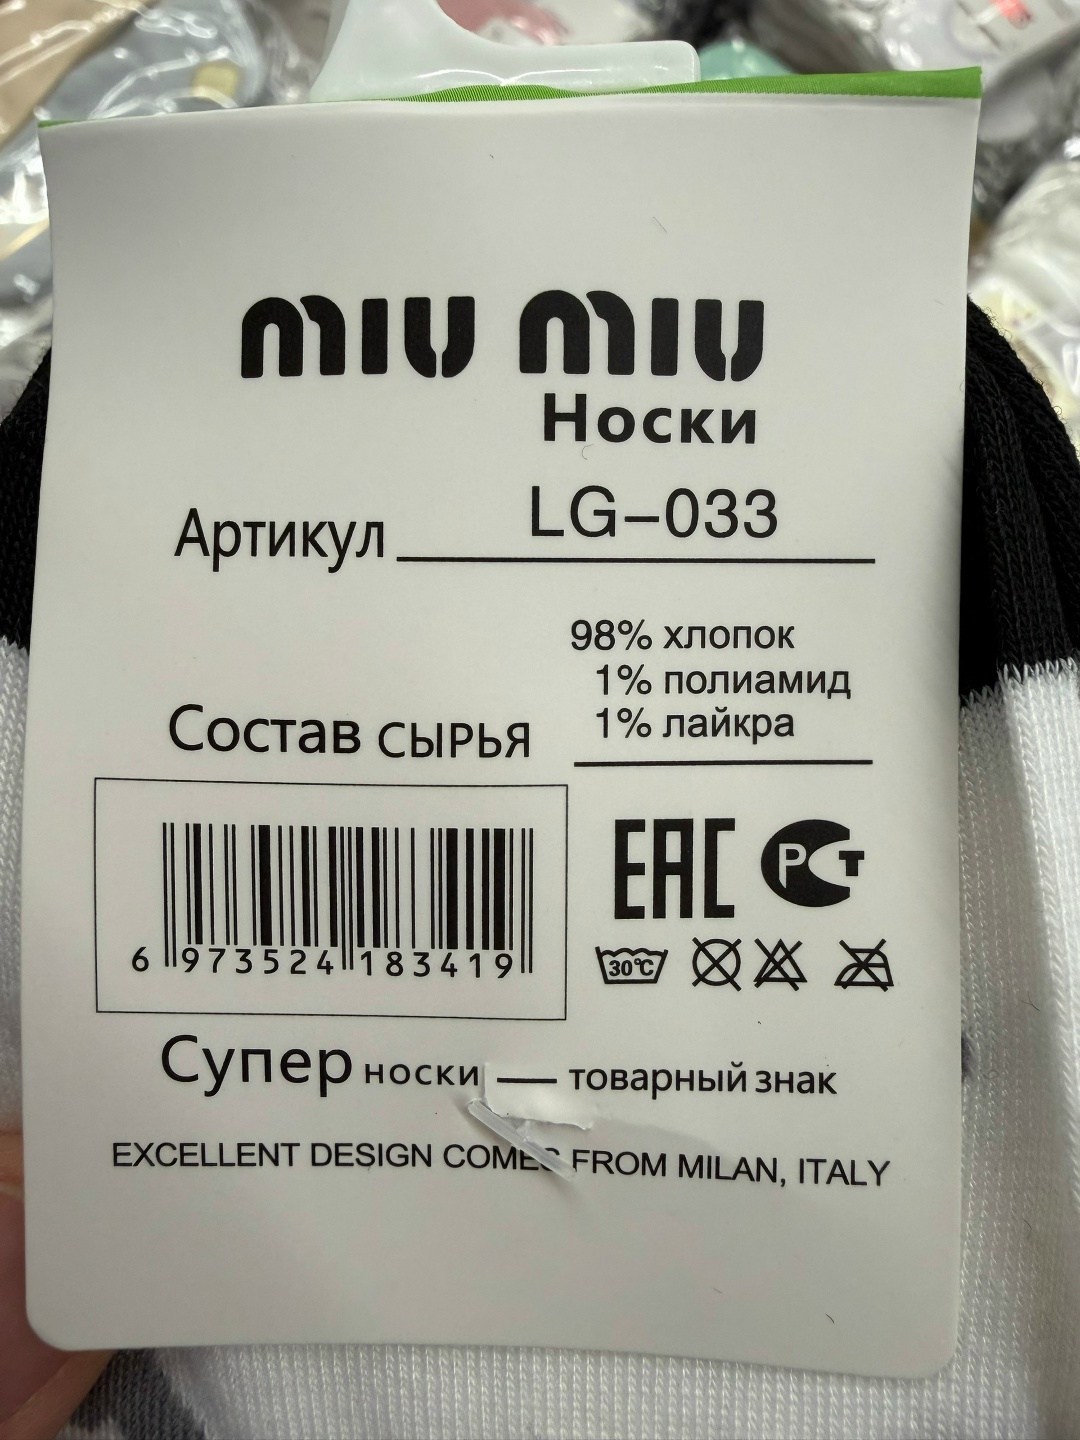 miu miu
Носки
Артикул LG-033
98% хлопок
1% полиамид
1% лайкра
Состав сырья
6 973524 183419
EAC РСТ
30°C
Супер носки — товарный знак
EXCELLENT DESIGN COMES FROM MILAN, ITALY